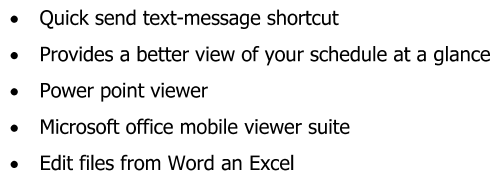 • Quick send text-message shortcut
• Provides a better view of your schedule at a glance
• Power point viewer
• Microsoft office mobile viewer suite
• Edit files from Word an Excel